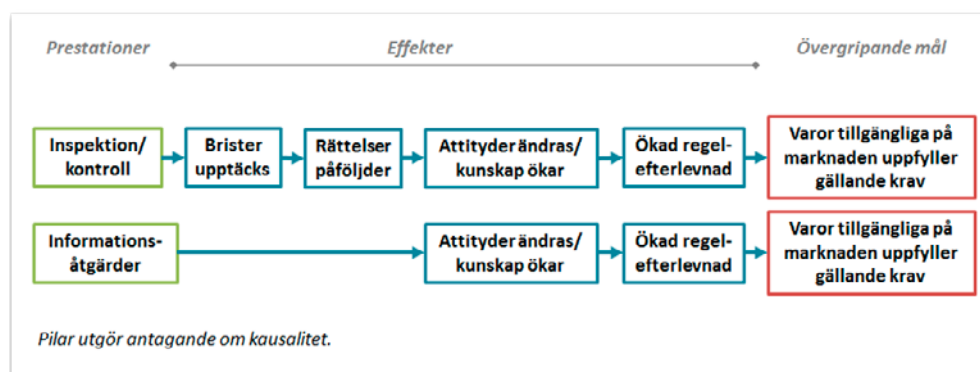 Prestationer
Effekter
Övergripande mål
Inspektion/
kontroll
Brister
upptäcks
Rättelser
påföljder
Attityder ändras/
kunskap ökar
Ökad regel-
efterlevnad
Varor tillgängliga på
marknaden uppfyller
gällande krav
Informations-
åtgärder
Attityder ändras/
kunskap ökar
Ökad regel-
efterlevnad
Varor tillgängliga på
marknaden uppfyller
gällande krav
Pilar utgör antagande om kausalitet.